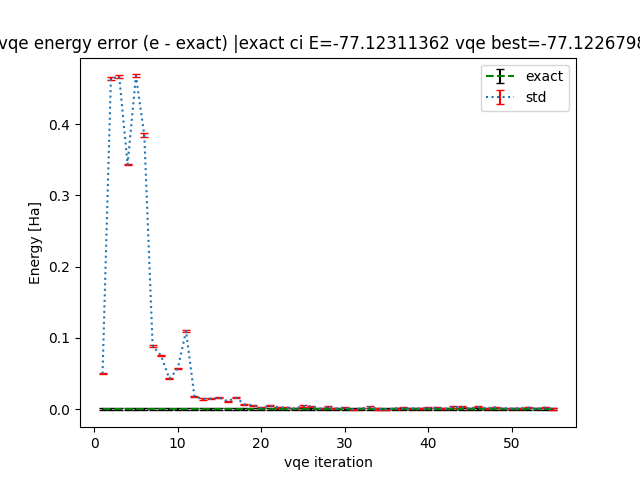 vqe energy error (e - exact) |exact ci E=-77.12311362 vqe best=-77.1226798
exact
std
Energy [Ha]
0.4
0.3
0.2
0.1
0.0
0 10 20 30 40 50
vqe iteration